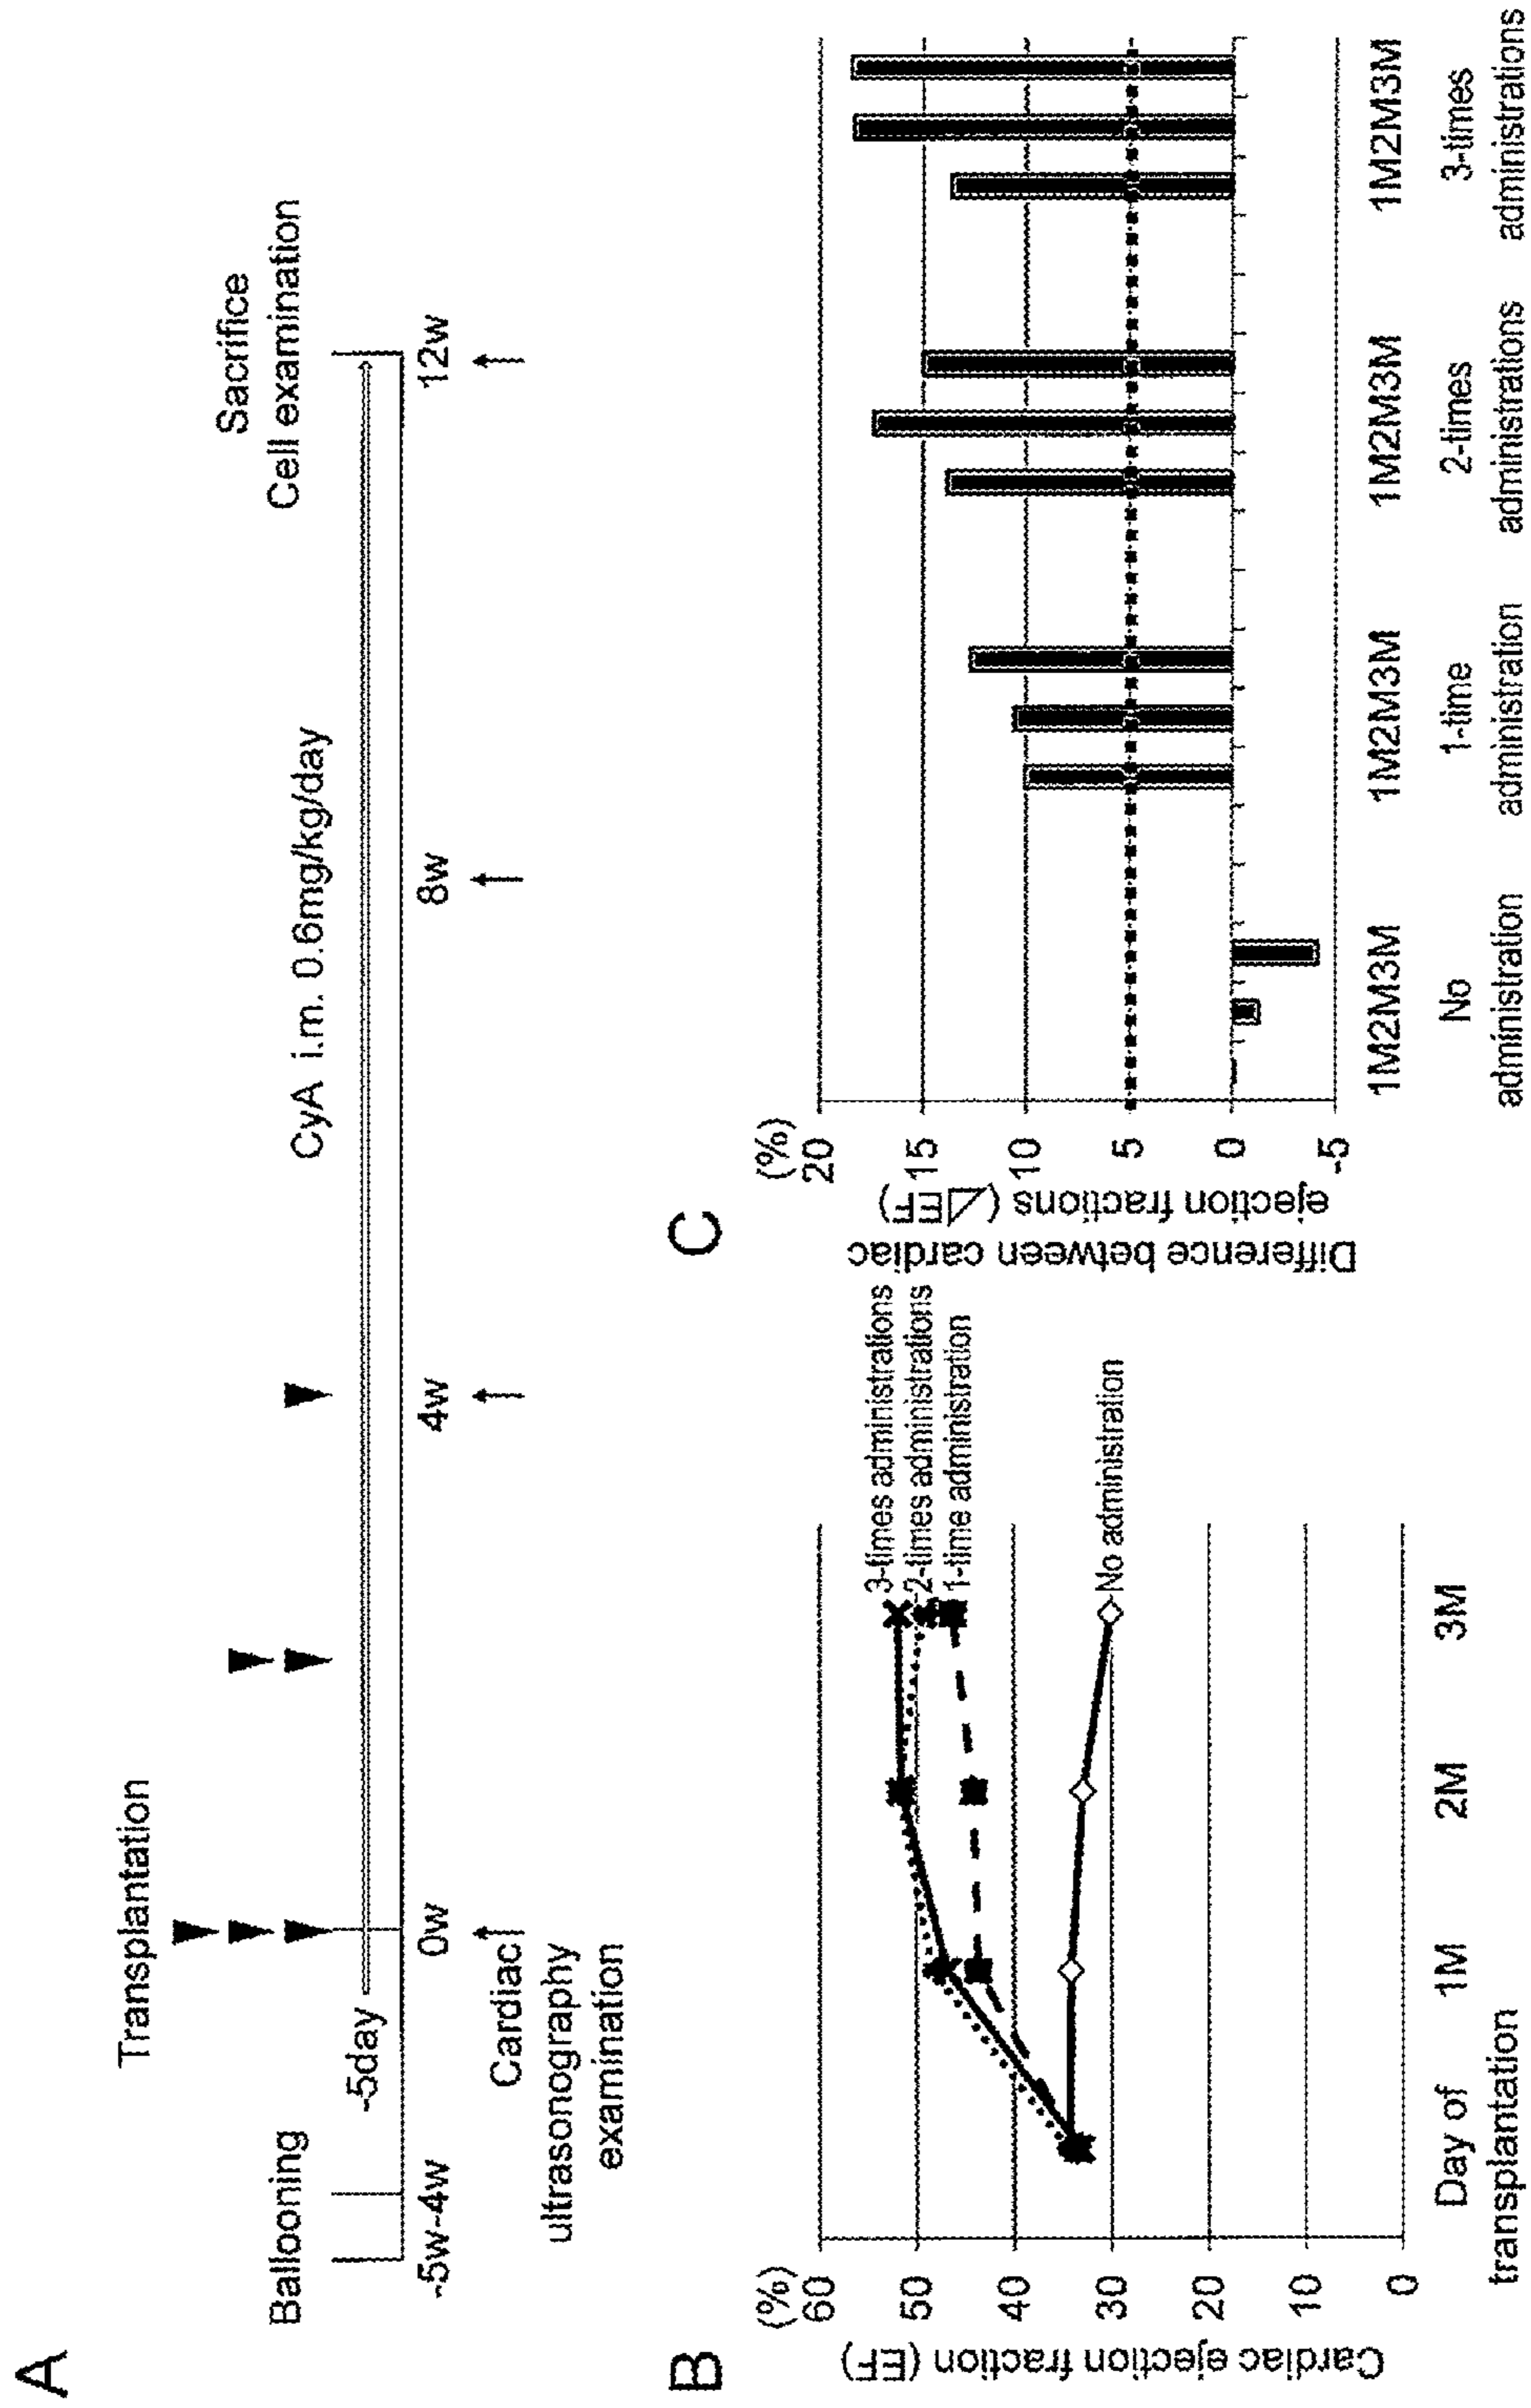 A
Transplantation
Sacrifice
Cell examination
Ballooning
CyA i.m. 0.6mg/kg/day
-5day
-5w-4w
0w
4w
8w
12w
Cardiac
ultrasonography
examination
B
Cardiac ejection fraction (EF)
(%)
60
50
40
30
20
10
0
3-times administrations
2-times administrations
1-time administration
No administration
Day of
transplantation
1M
2M
3M
C
Difference between cardiac
ejection fractions (⊿EF)
(%)
20
15
10
5
0
-5
1M2M3M
1M2M3M
1M2M3M
1M2M3M
No
administration
1-time
administration
2-times
administrations
3-times
administrations